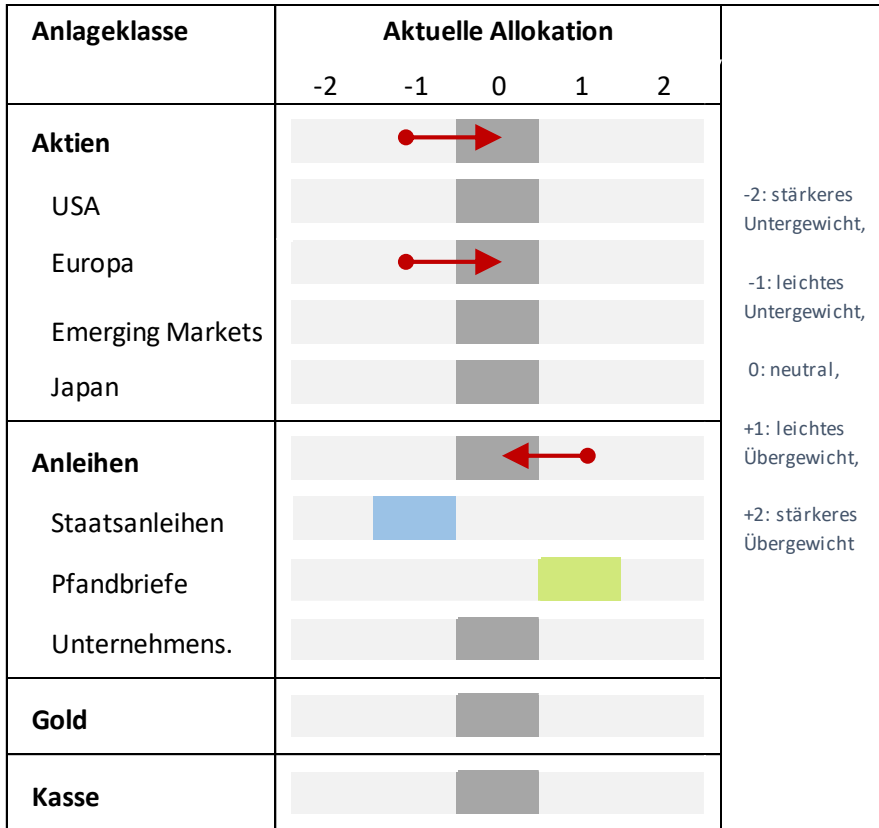 Anlageklasse
Aktuelle Allokation
-2 -1 0 1 2
Aktien
USA
Europa
Emerging Markets
Japan
Anleihen
Staatsanleihen
Pfandbriefe
Unternehmens.
Gold
Kasse
-2: stärkeres
Untergewicht,
-1: leichtes
Untergewicht,
0: neutral,
+1: leichtes
Übergewicht,
+2: stärkeres
Übergewicht